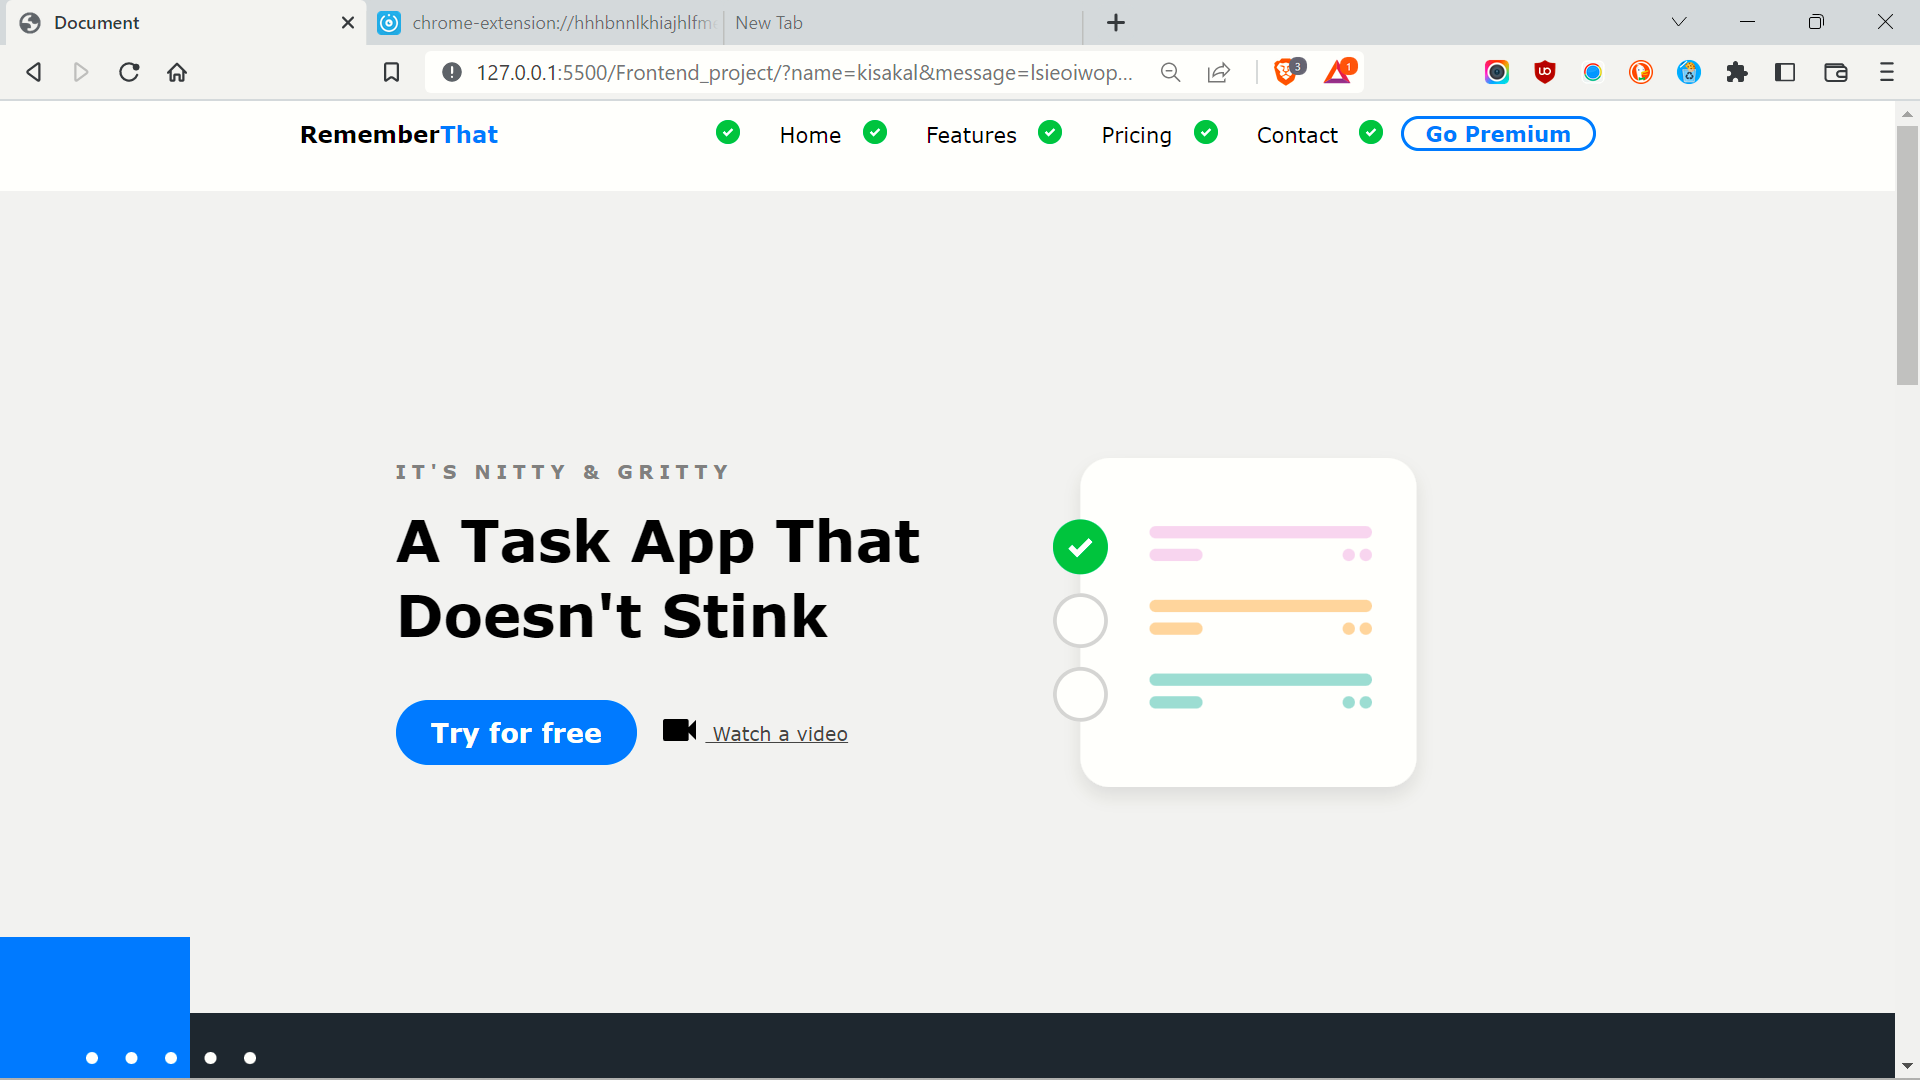 Document
chrome-extension://hhhbnnlkhiajhlfm
New Tab
127.0.0.1:5500/Frontend_project/?name=kisakal&message=lsieoiwop...
3
1
RememberThat
Home
Features
Pricing
Contact
Go Premium
IT'S NITTY & GRITTY
A Task App That
Doesn't Stink
Try for free
Watch a video